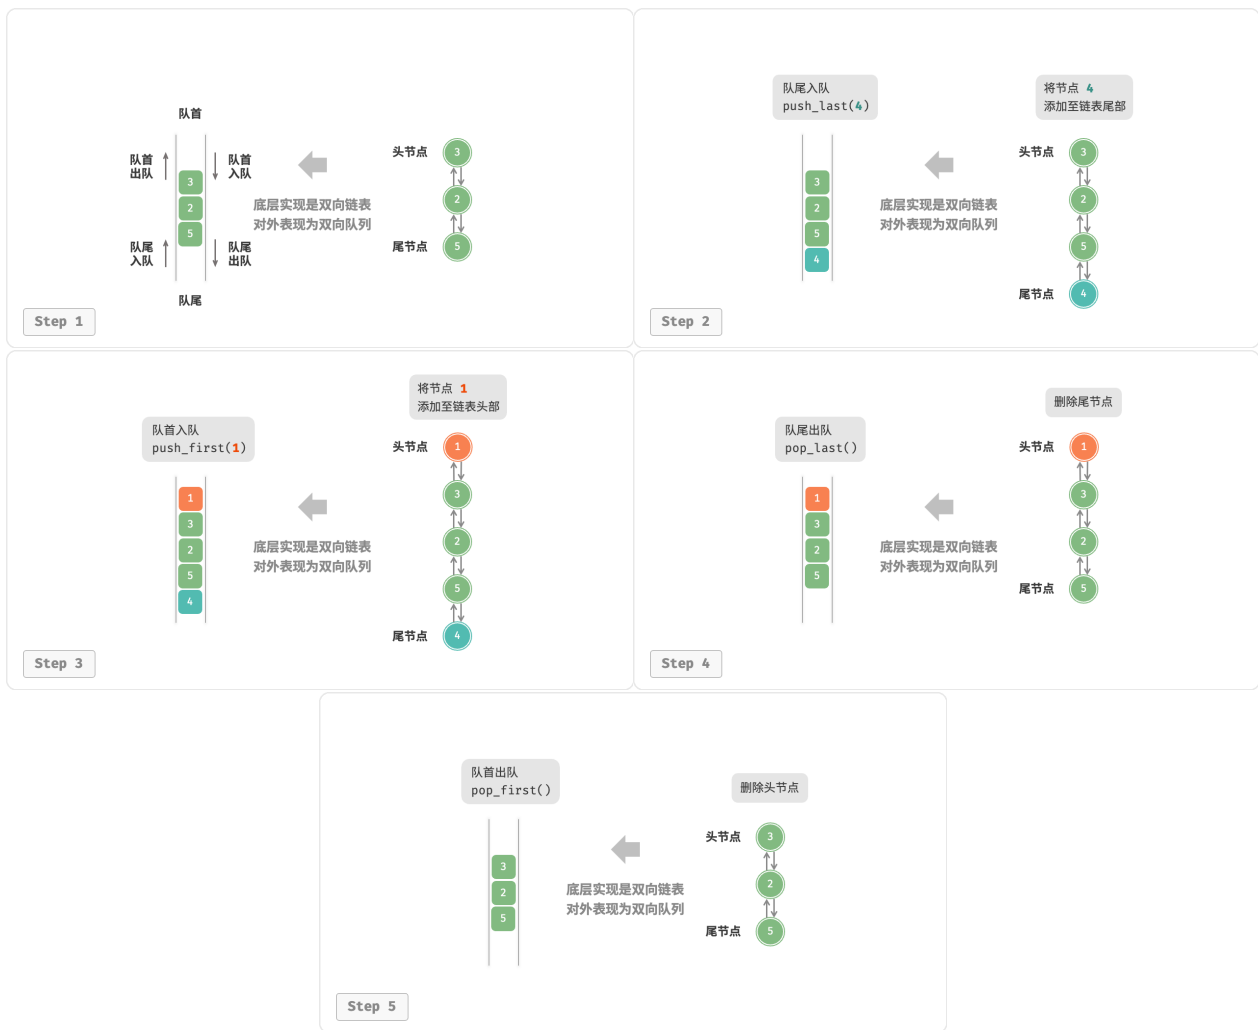 队首
队首
出队
队首
入队
3
2
5
队尾
入队
队尾
出队
队尾
底层实现是双向链表
对外表现为双向队列
头节点
3
2
尾节点
5
Step 1
队尾入队
push_last(4)
3
2
5
4
底层实现是双向链表
对外表现为双向队列
将节点 4
添加至链表尾部
头节点
3
2
5
尾节点
4
Step 2
队首入队
push_first(1)
1
3
2
5
4
底层实现是双向链表
对外表现为双向队列
将节点 1
添加至链表头部
头节点
1
3
2
5
尾节点
4
Step 3
队尾出队
pop_last()
1
3
2
5
底层实现是双向链表
对外表现为双向队列
删除尾节点
头节点
1
3
2
尾节点
5
Step 4
队首出队
pop_first()
3
2
5
底层实现是双向链表
对外表现为双向队列
删除头节点
头节点
3
2
尾节点
5
Step 5